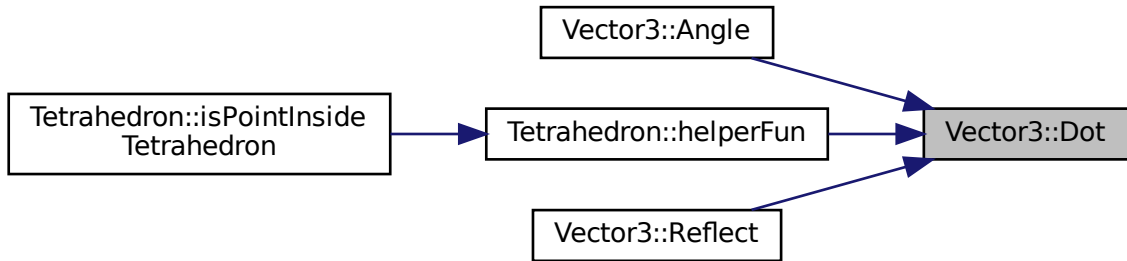 Vector3::Angle
Tetrahedron::isPointInside
Tetrahedron
Tetrahedron::helperFun
Vector3::Dot
Vector3::Reflect